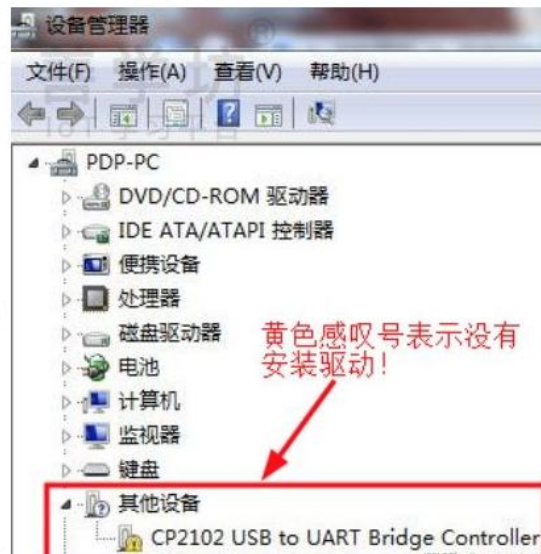 设备管理器
文件(F) 操作(A) 查看(V) 帮助(H)
PDP-PC
DVD/CD-ROM 驱动器
IDE ATA/ATAPI 控制器
便携设备
处理器
磁盘驱动器
黄色感叹号表示没有
安装驱动!
电池
计算机
监视器
键盘
其他设备
CP2102 USB to UART Bridge Controller